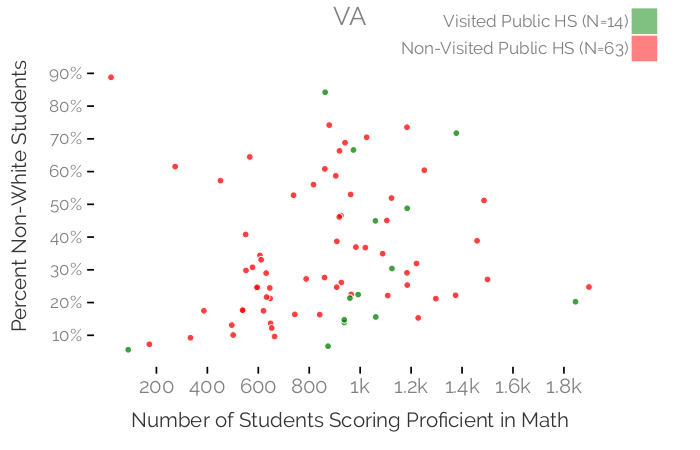 VA
Visited Public HS (N=14)
Non-Visited Public HS (N=63)
Percent Non-White Students
90%
80%
70%
60%
50%
40%
30%
20%
10%
200 400 600 800 1k 1.2k 1.4k 1.6k 1.8k
Number of Students Scoring Proficient in Math